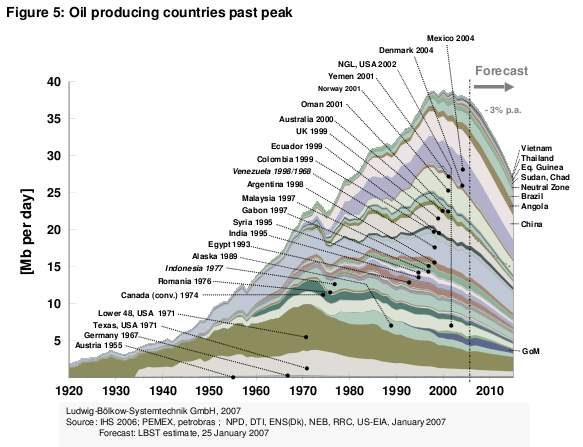 Figure 5: Oil producing countries past peak
Mexico 2004
Denmark 2004
NGL, USA 2002
Yemen 2001
Norway 2001
Oman 2001
Australia 2000
UK 1999
Ecuador 1999
Colombia 1999
Venezuela 1998/1968
Argentina 1998
Malaysia 1997
Gabon 1997
Syria 1995
India 1995
Egypt 1993
Alaska 1989
Indonesia 1977
Romania 1976
Canada (conv.) 1974
Lower 48, USA 1971
Texas, USA 1971
Germany 1967
Austria 1955
Forecast
-3% p.a.
Vietnam
Thailand
Eq. Guinea
Sudan, Chad
Neutral Zone
Brazil
Angola
China
GoM
[Mb per day]
40
35
30
25
20
15
10
5
1920 1930 1940 1950 1960 1970 1980 1990 2000 2010
Ludwig-Bölkow-Systemtechnik GmbH, 2007
Source: IHS 2006; PEMEX, petrobras ; NPD, DTI, ENS(Dk), NEB, RRC, US-EIA, January 2007
Forecast: LBST estimate, 25 January 2007